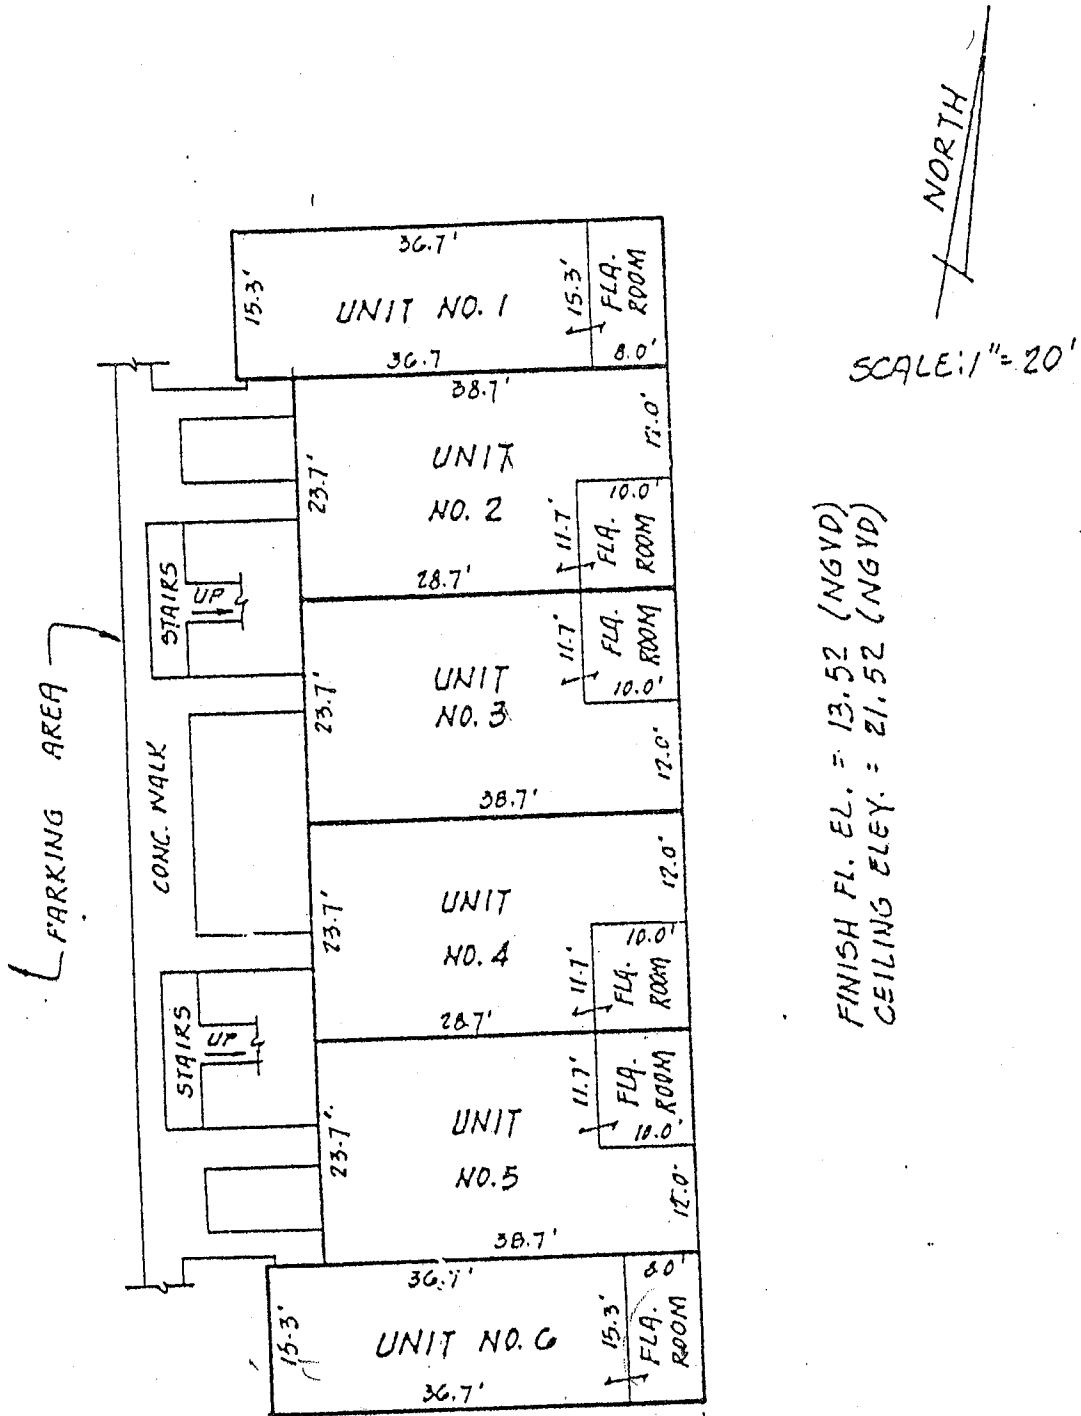 NORTH
SCALE: 1" = 20'
36.7'
15.3'
UNIT NO. 1
15.3'
FLA.
ROOM
36.7
8.0'
38.7'
12.0'
UNIT
NO. 2
23.7'
10.0'
11.7'
FLA.
ROOM
28.7'
STAIRS
UP
PARKING AREA
CONC. WALK
11.7'
FLA.
ROOM
10.0'
UNIT
NO. 3
23.7'
12.0'
38.7'
FINISH FL. EL. = 13.52 (NGVD)
CEILING ELEV. = 21.52 (NGVD)
12.0'
UNIT
NO. 4
23.7'
10.0'
11.7'
FLA.
ROOM
28.7'
STAIRS
UP
11.7'
FLA.
ROOM
10.0'
UNIT
NO. 5
23.7'
12.0'
38.7'
36.7'
8.0'
15.3'
UNIT NO. 6
15.3'
FLA.
ROOM
36.7'